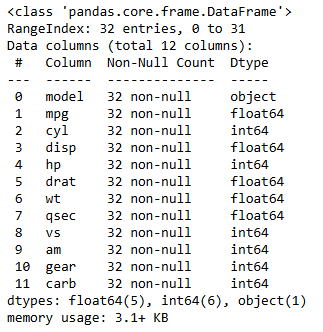 <class 'pandas.core.frame.DataFrame'>
RangeIndex: 32 entries, 0 to 31
Data columns (total 12 columns):
 #   Column  Non-Null Count  Dtype
---  ------  --------------  -----
 0   model   32 non-null     object
 1   mpg     32 non-null     float64
 2   cyl     32 non-null     int64
 3   disp    32 non-null     float64
 4   hp      32 non-null     int64
 5   drat    32 non-null     float64
 6   wt      32 non-null     float64
 7   qsec    32 non-null     float64
 8   vs      32 non-null     int64
 9   am      32 non-null     int64
 10  gear    32 non-null     int64
 11  carb    32 non-null     int64
dtypes: float64(5), int64(6), object(1)
memory usage: 3.1+ KB